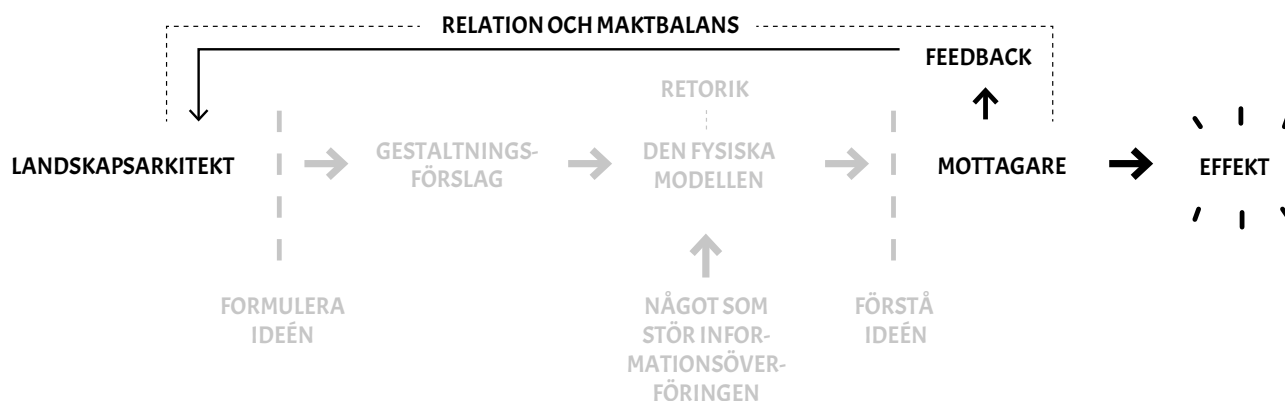 RELATION OCH MAKTBALANS
FEEDBACK
RETORIK
LANDSKAPSARKITEKT
GESTALTNINGS-
FÖRSLAG
DEN FYSISKA
MODELLEN
MOTTAGARE
EFFEKT
FORMULERA
IDEÉN
NÅGOT SOM
STÖR INFOR-
MATIONSÖVER-
FÖRINGEN
FÖRSTÅ
IDEÉN